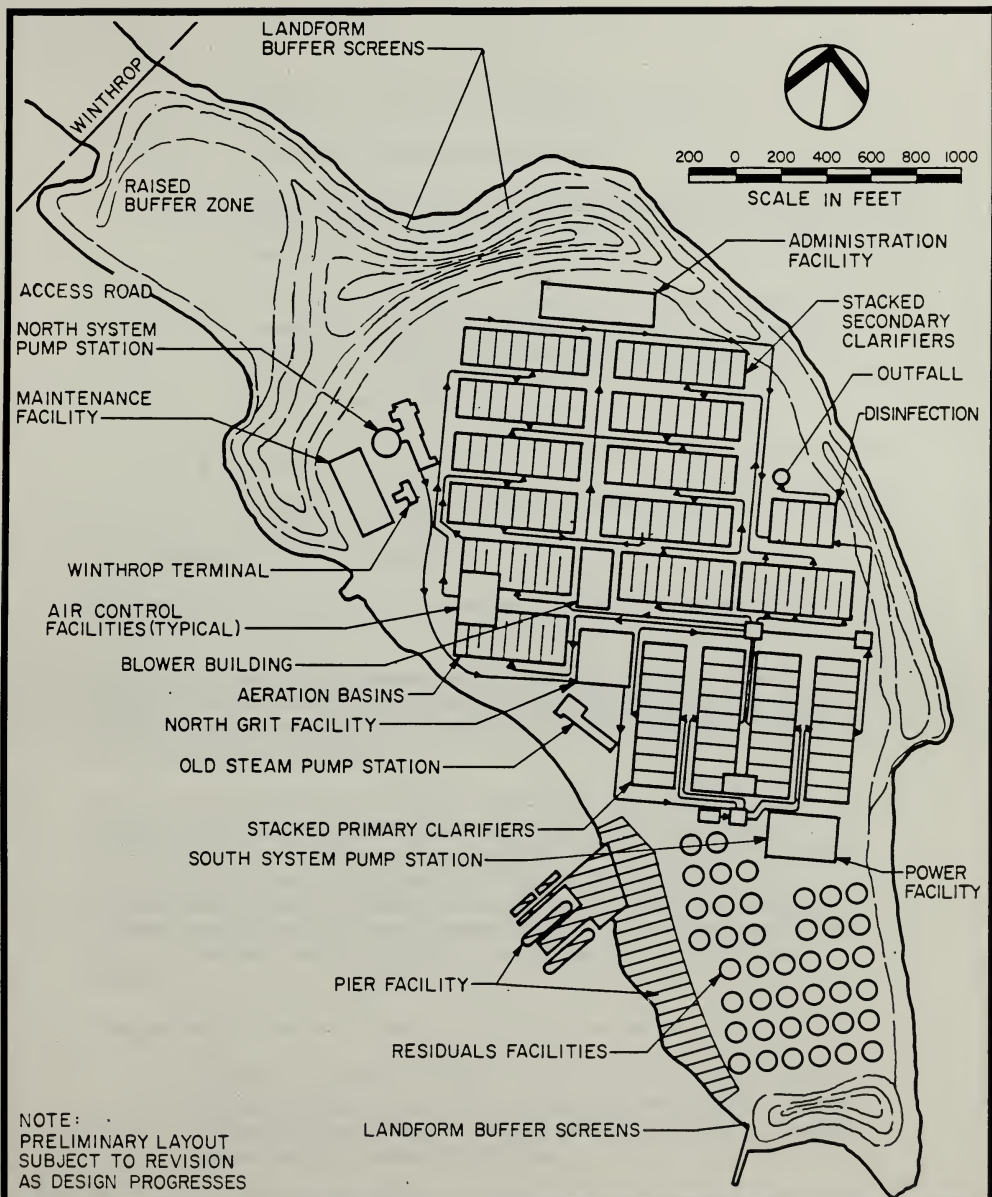 LANDFORM
BUFFER SCREENS
WINTHROP
200 0 200 400 600 800 1000
SCALE IN FEET
RAISED
BUFFER ZONE
ADMINISTRATION
FACILITY
ACCESS ROAD
STACKED
SECONDARY
CLARIFIERS
NORTH SYSTEM
PUMP STATION
OUTFALL
MAINTENANCE
FACILITY
DISINFECTION
WINTHROP TERMINAL
AIR CONTROL
FACILITIES (TYPICAL)
BLOWER BUILDING
AERATION BASINS
NORTH GRIT FACILITY
OLD STEAM PUMP STATION
STACKED PRIMARY CLARIFIERS
SOUTH SYSTEM PUMP STATION
POWER
FACILITY
PIER FACILITY
RESIDUALS FACILITIES
LANDFORM BUFFER SCREENS
NOTE:
PRELIMINARY LAYOUT
SUBJECT TO REVISION
AS DESIGN PROGRESSES